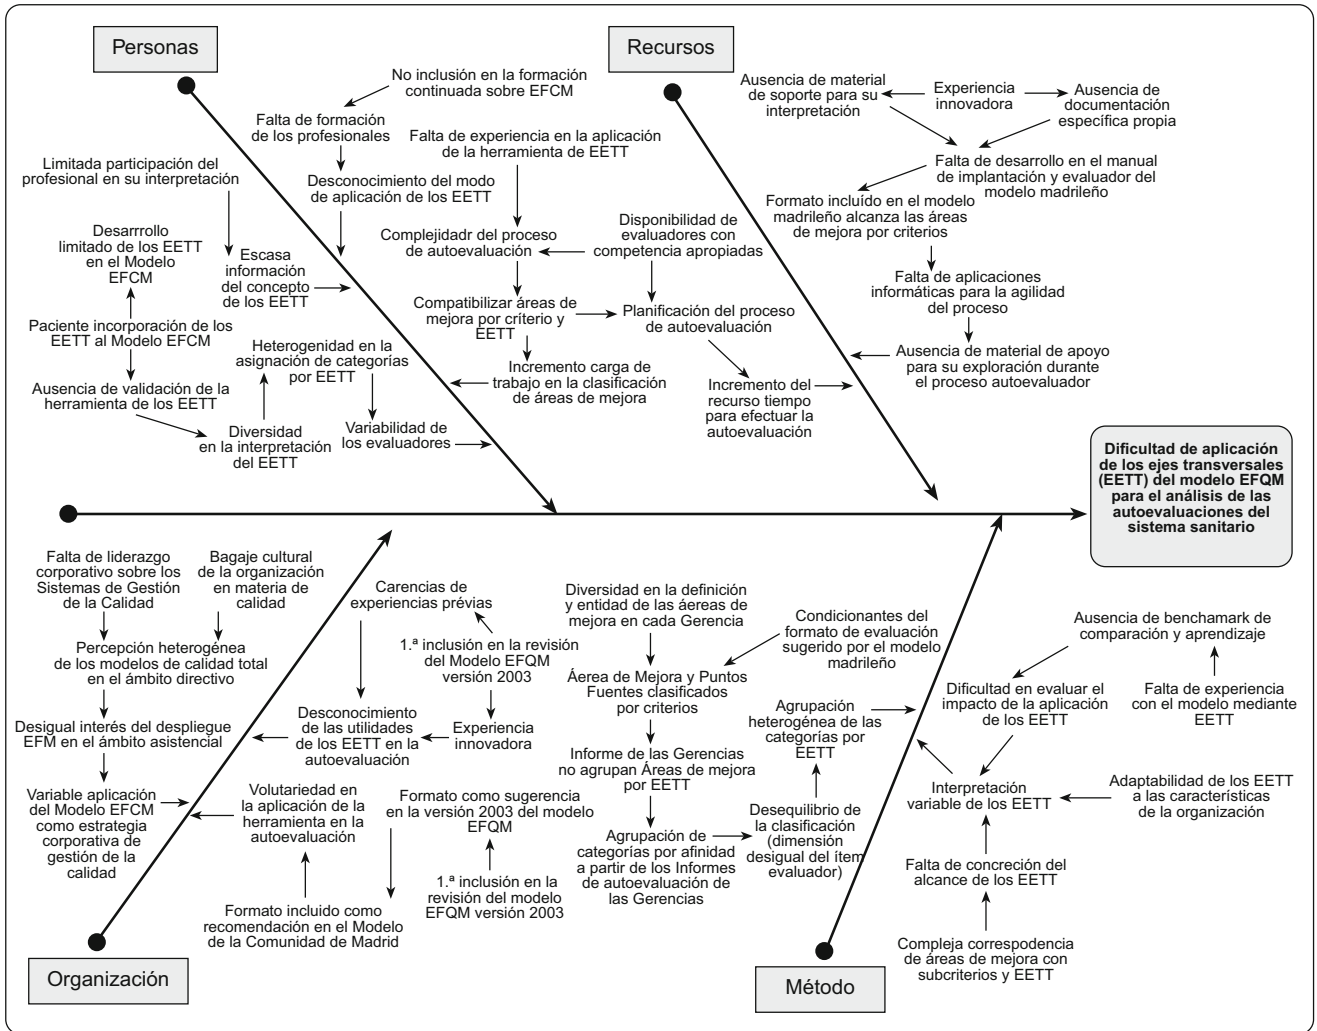 Personas
Recursos
No inclusión en la formación
continuada sobre EFCM
Falta de formación
de los profesionales
Falta de experiencia en la aplicación
de la herramienta de EETT
Limitada participación del
profesional en su interpretación
Desconocimiento del modo
de aplicación de los EETT
Desarrrollo
limitado de los EETT
en el Modelo
EFCM
Escasa
información
del concepto
de los EETT
Complejidadr del proceso
de autoevaluación
Disponibilidad de
evaluadores con
competencia apropiadas
Paciente incorporación de los
EETT al Modelo EFCM
Compatibilizar áreas de
mejora por críterio y
EETT
Planificación del proceso
de autoevaluación
Heterogenidad en la
asignación de categorías
por EETT
Ausencia de validación de la
herramienta de los EETT
Incremento carga de
trabajo en la clasificación
de áreas de mejora
Incremento del
recurso tiempo
para efectuar la
autoevaluación
Diversidad
en la interpretación
del EETT
Variabilidad de
los evaluadores
Ausencia de material
de soporte para su
interpretación
Experiencia
innovadora
Ausencia de
documentación
específica propia
Falta de desarrollo en el manual
de implantación y evaluador del
modelo madrileño
Formato incluído en el modelo
madrileño alcanza las áreas
de mejora por criterios
Falta de aplicaciones
informáticas para la agilidad
del proceso
Ausencia de material de apoyo
para su exploración durante
el proceso autoevaluador
Dificultad de aplicación
de los ejes transversales
(EETT) del modelo EFQM
para el análisis de las
autoevaluaciones del
sistema sanitario
Falta de liderazgo
corporativo sobre los
Sistemas de Gestión
de la Calidad
Bagaje cultural
de la organización
en materia de
calidad
Percepción heterogénea
de los modelos de calidad total
en el ámbito directivo
Desigual interés del despliegue
EFM en el ámbito asistencial
Variable aplicación
del Modelo EFCM
como estrategia
corporativa de
gestión de la
calidad
Carencias de
experiencias prévias
1.ª inclusión en la revisión
del Modelo EFQM
versión 2003
Desconocimiento
de las utilidades
de los EETT en la
autoevaluación
Experiencia
innovadora
Volutariedad en
la aplicación de la
herramienta en la
autoevaluación
Formato como sugerencia
en la versión 2003 del modelo
EFQM
1.ª inclusión en la
revisión del modelo
EFQM versión 2003
Formato incluido como
recomendación en el Modelo
de la Comunidad de Madrid
Diversidad en la definición
y entidad de las áereas de
mejora en cada Gerencia
Condicionantes del
formato de evaluación
sugerido por el modelo
madrileño
Áerea de Mejora y Puntos
Fuentes clasificados
por criterios
Agrupación
heterogénea de las
categorías por
EETT
Informe de las Gerencias
no agrupan Áreas de mejora
por EETT
Agrupación de
categorías por afinidad
a partir de los Informes
de autoevaluación de
las Gerencias
Desequilibrio de
la clasificación
(dimensión
desigual del ítem
evaluador)
Ausencia de benchamark de
comparación y aprendizaje
Dificultad en evaluar el
impacto de la aplicación
de los EETT
Falta de experiencia
con el modelo mediante
EETT
Interpretación
variable de los EETT
Adaptabilidad de los EETT
a las características
de la organización
Falta de concreción del
alcance de los EETT
Compleja correspodencia
de áreas de mejora con
subcriterios y EETT
Organización
Método